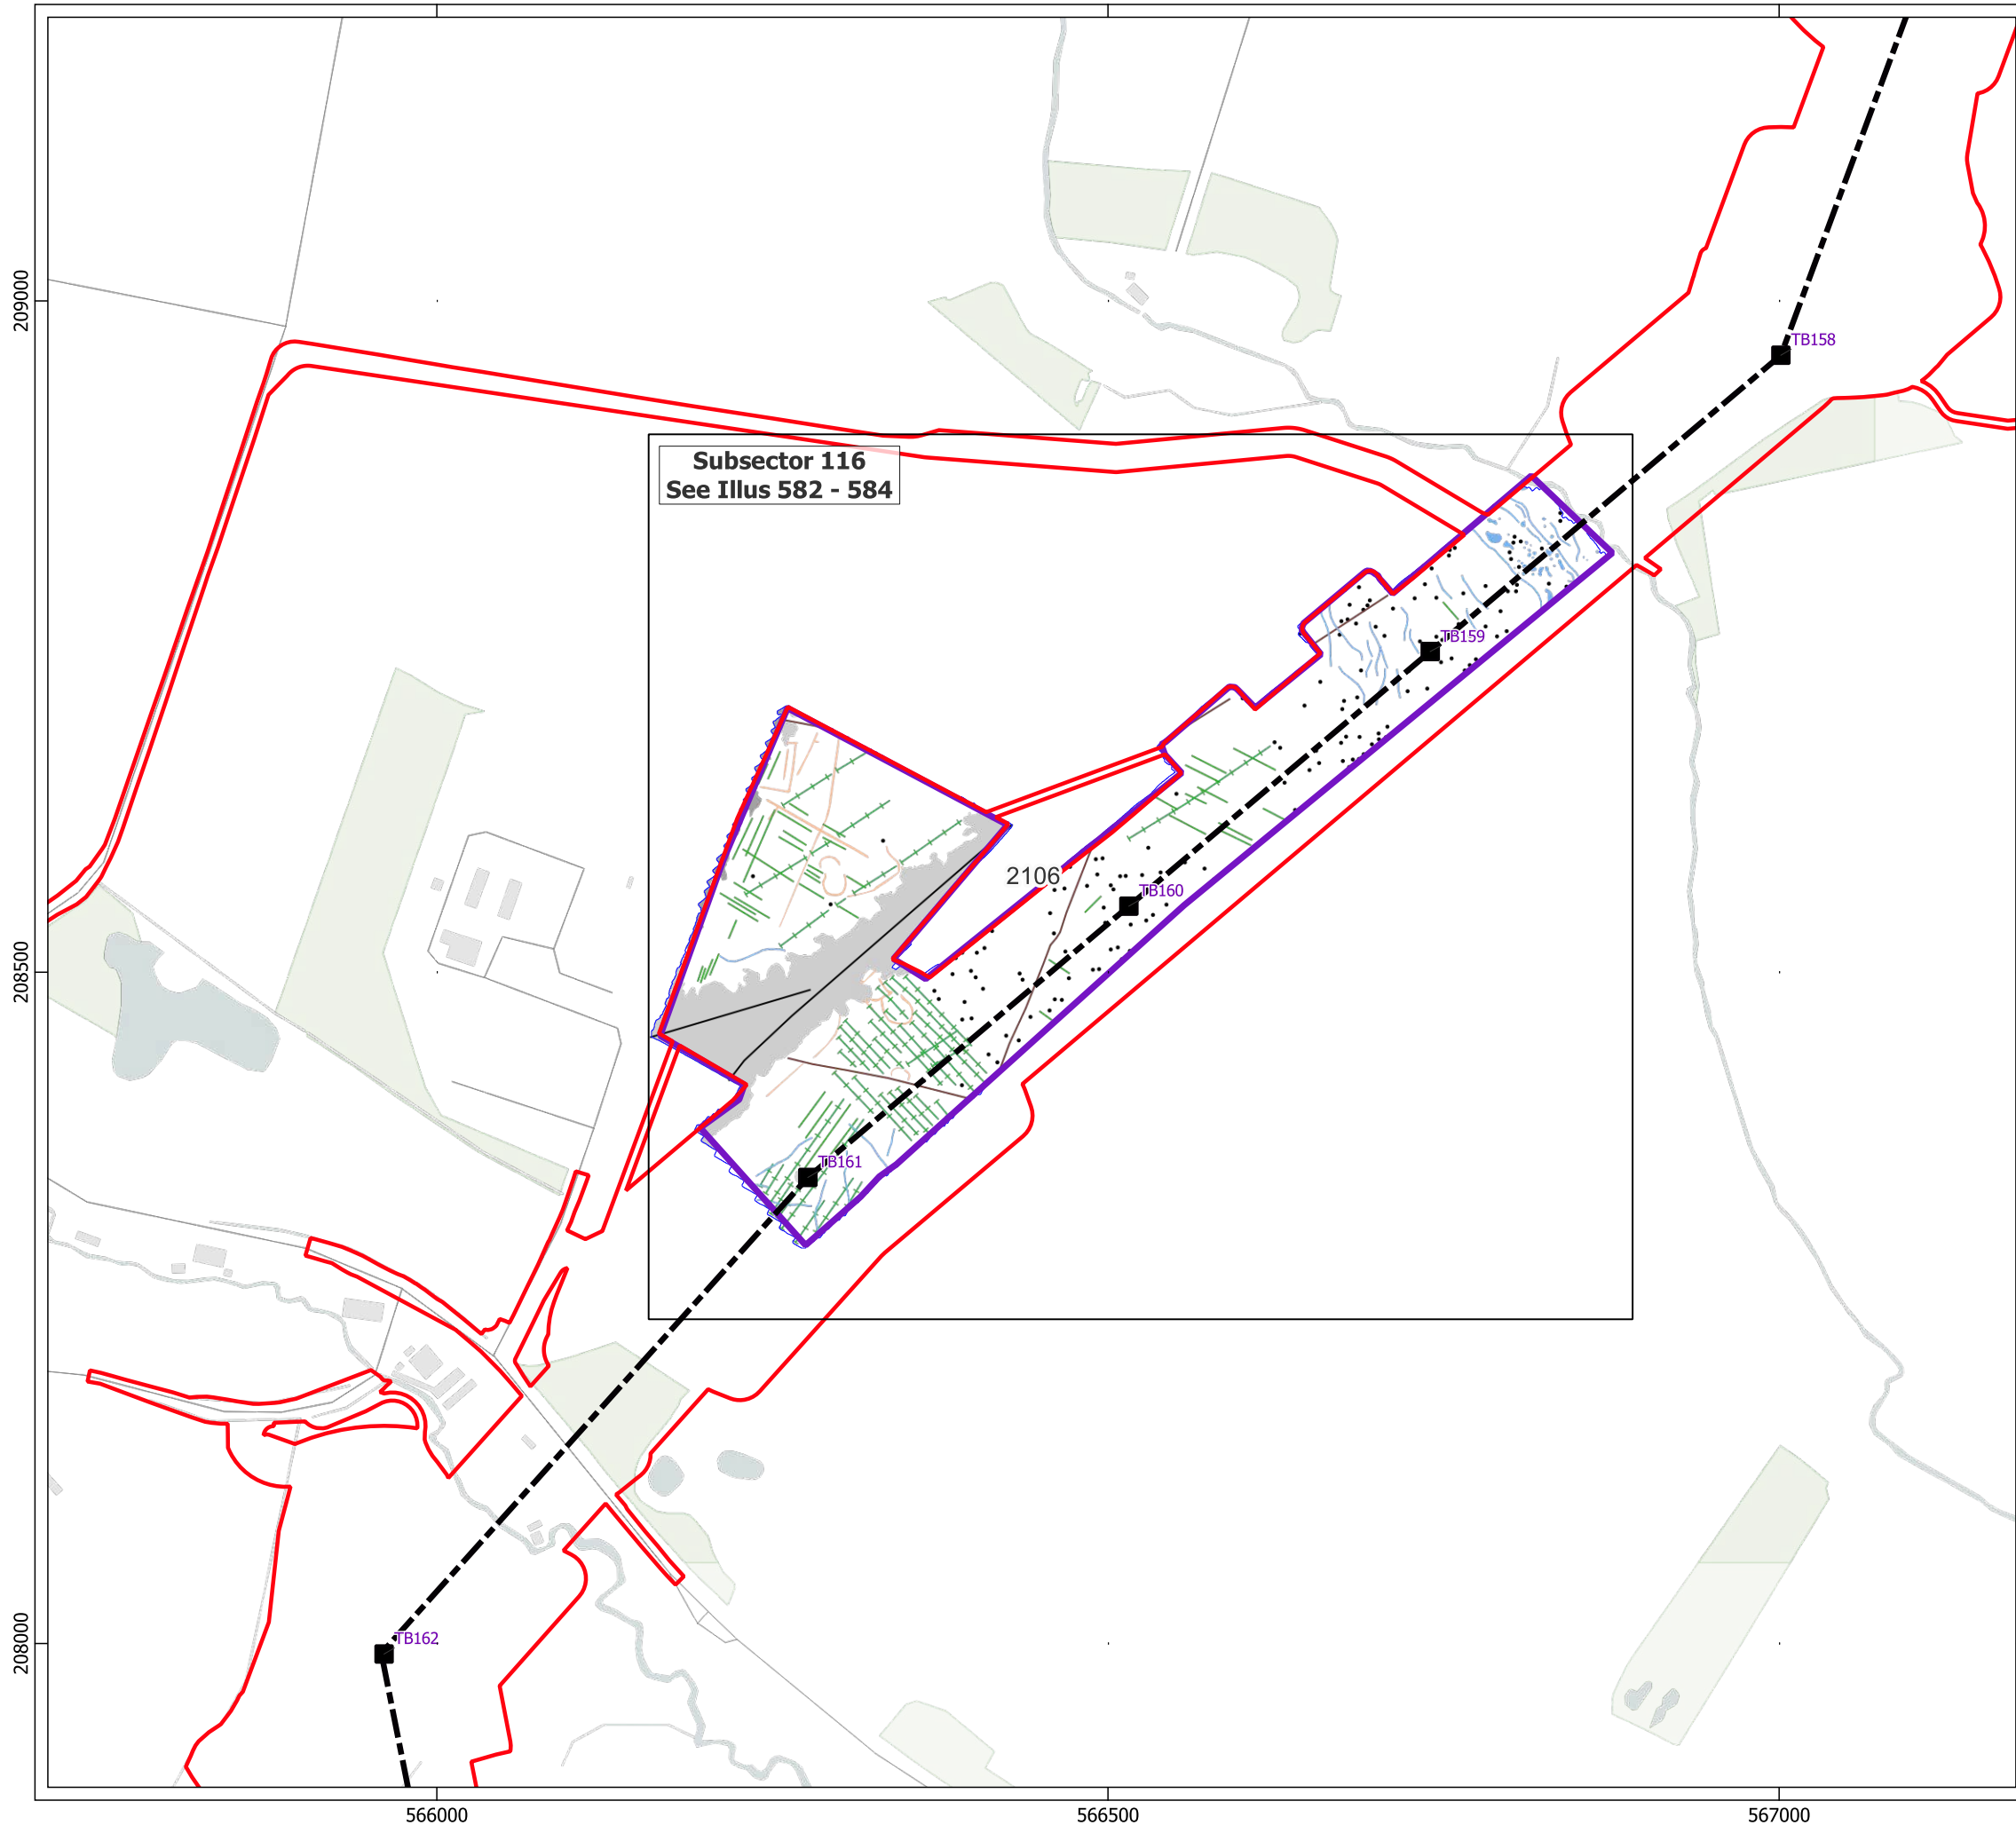 209000
TB158
Subsector 116
See Illus 582 - 584
TB159
2106
TB160
208500
TB161
208000
TB162
566000
566500
567000